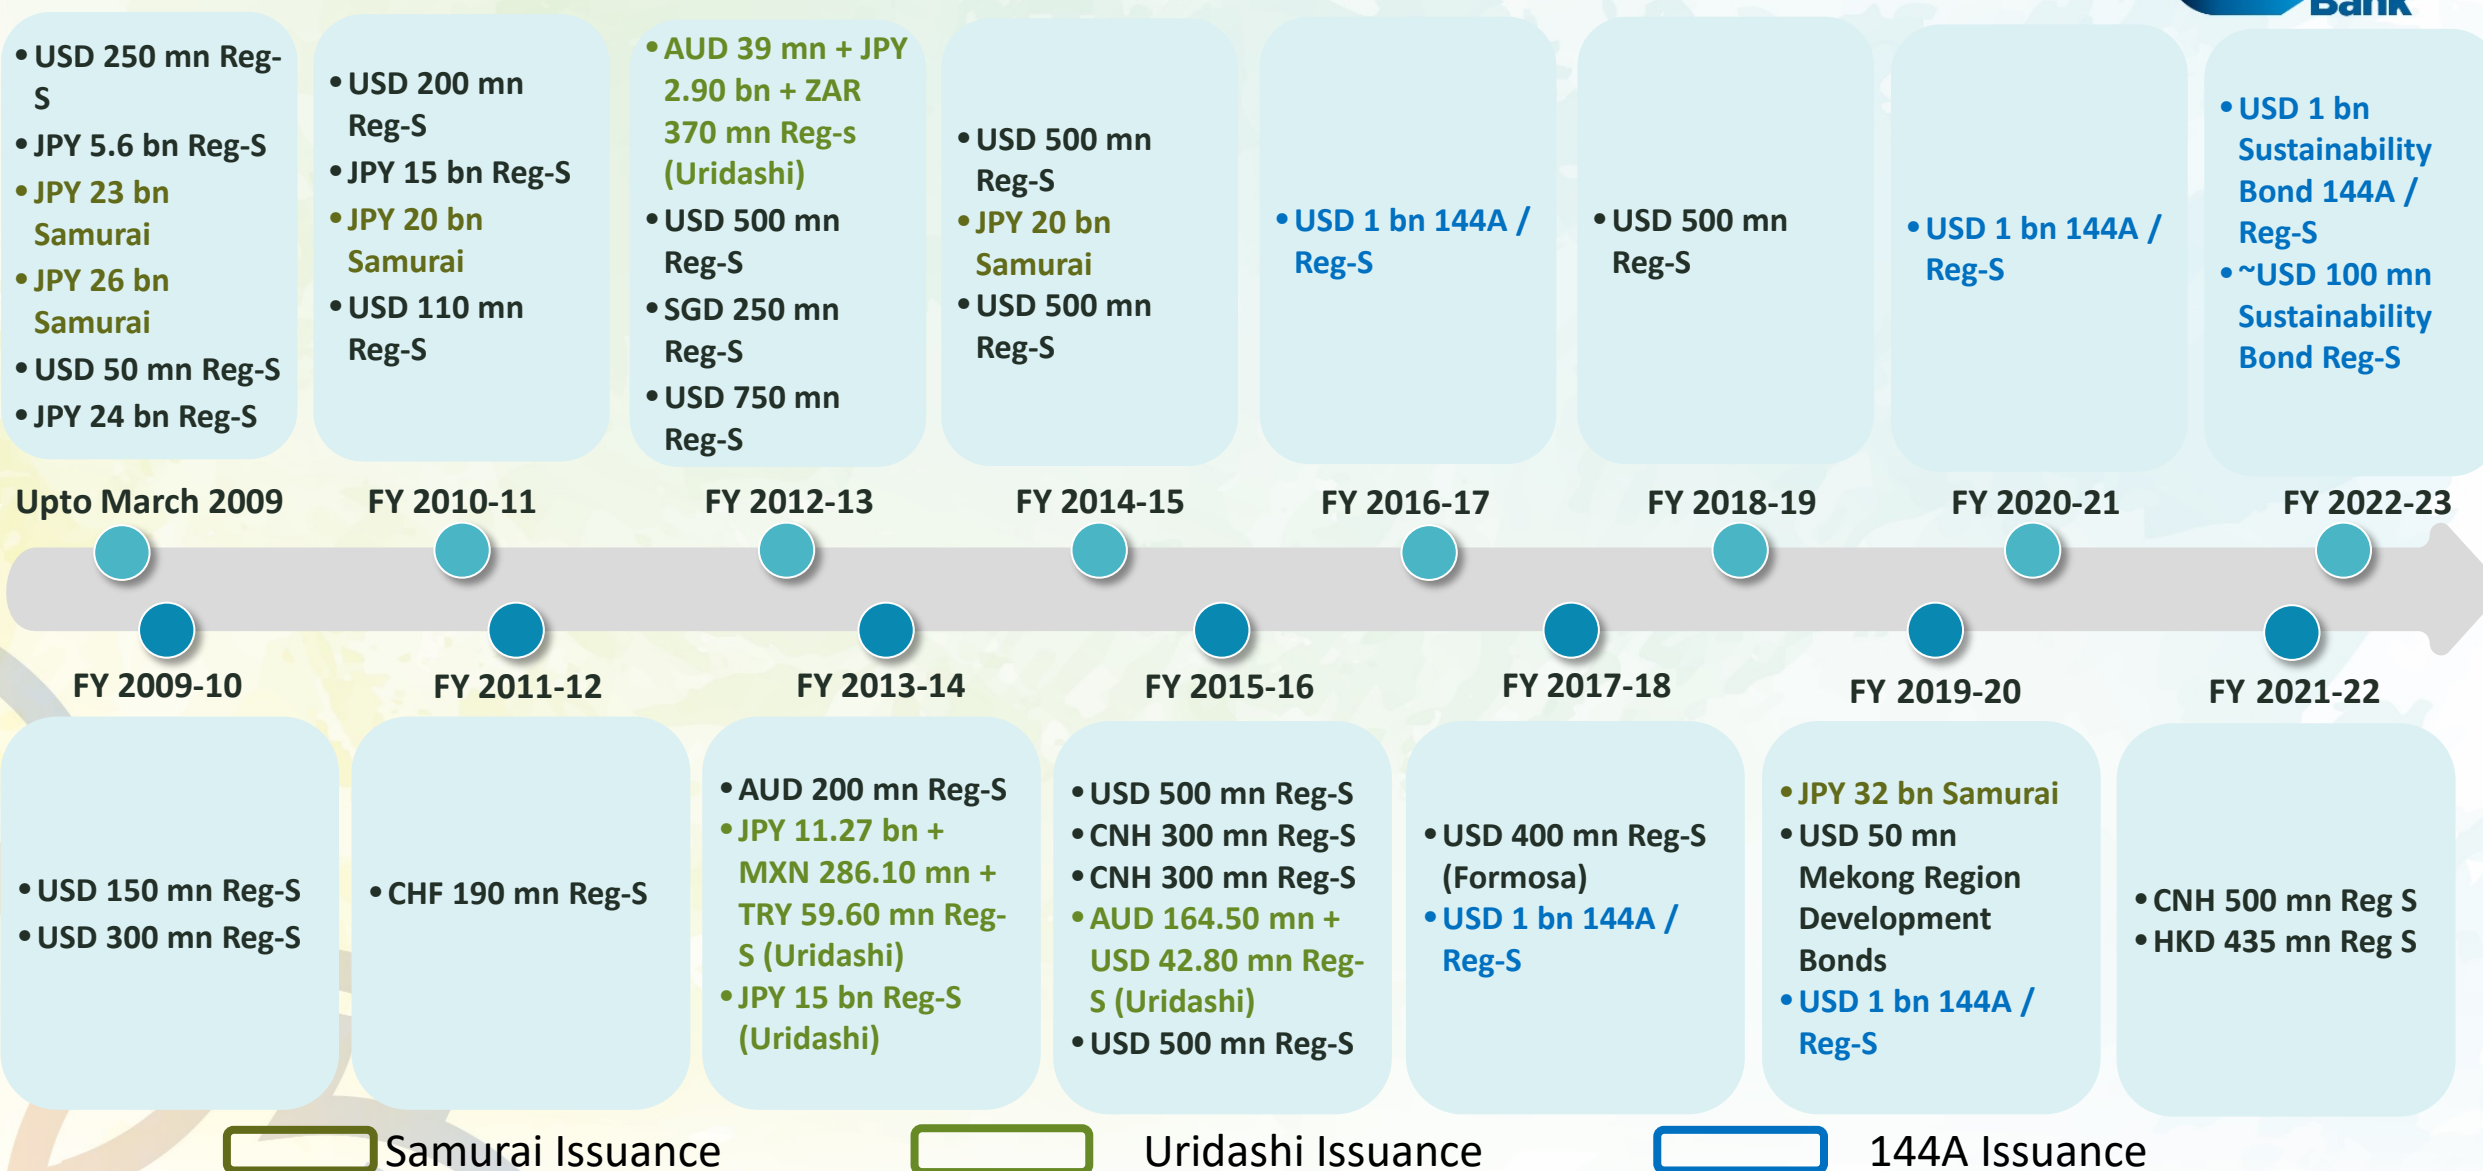 Bank
• USD 250 mn Reg-
S
• JPY 5.6 bn Reg-S
• JPY 23 bn
Samurai
• JPY 26 bn
Samurai
• USD 50 mn Reg-S
• JPY 24 bn Reg-S
• USD 200 mn
Reg-S
• JPY 15 bn Reg-S
• JPY 20 bn
Samurai
• USD 110 mn
Reg-S
• AUD 39 mn + JPY
2.90 bn + ZAR
370 mn Reg-s
(Uridashi)
• USD 500 mn
Reg-S
• SGD 250 mn
Reg-S
• USD 750 mn
Reg-S
• USD 500 mn
Reg-S
• JPY 20 bn
Samurai
• USD 500 mn
Reg-S
• USD 1 bn 144A /
Reg-S
• USD 500 mn
Reg-S
• USD 1 bn 144A /
Reg-S
• USD 1 bn
Sustainability
Bond 144A /
Reg-S
• ~USD 100 mn
Sustainability
Bond Reg-S
Upto March 2009
FY 2010-11
FY 2012-13
FY 2014-15
FY 2016-17
FY 2018-19
FY 2020-21
FY 2022-23
FY 2009-10
FY 2011-12
FY 2013-14
FY 2015-16
FY 2017-18
FY 2019-20
FY 2021-22
• USD 150 mn Reg-S
• USD 300 mn Reg-S
• CHF 190 mn Reg-S
• AUD 200 mn Reg-S
• JPY 11.27 bn +
MXN 286.10 mn +
TRY 59.60 mn Reg-
S (Uridashi)
• JPY 15 bn Reg-S
(Uridashi)
• USD 500 mn Reg-S
• CNH 300 mn Reg-S
• CNH 300 mn Reg-S
• AUD 164.50 mn +
USD 42.80 mn Reg-
S (Uridashi)
• USD 500 mn Reg-S
• USD 400 mn Reg-S
(Formosa)
• USD 1 bn 144A /
Reg-S
• JPY 32 bn Samurai
• USD 50 mn
Mekong Region
Development
Bonds
• USD 1 bn 144A /
Reg-S
• CNH 500 mn Reg S
• HKD 435 mn Reg S
Samurai Issuance
Uridashi Issuance
144A Issuance